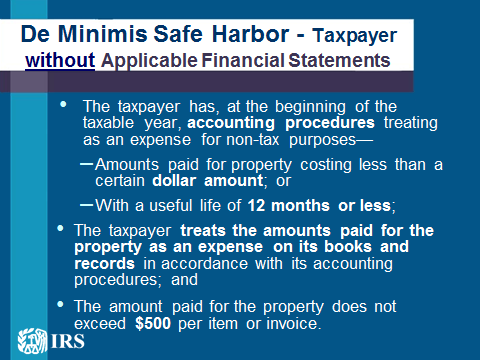 De Minimis Safe Harbor - Taxpayer
without Applicable Financial Statements
• The taxpayer has, at the beginning of the
taxable year, accounting procedures treating
as an expense for non-tax purposes—
—Amounts paid for property costing less than a
certain dollar amount; or
—With a useful life of 12 months or less;
• The taxpayer treats the amounts paid for the
property as an expense on its books and
records in accordance with its accounting
procedures; and
• The amount paid for the property does not
exceed $500 per item or invoice.
IRS